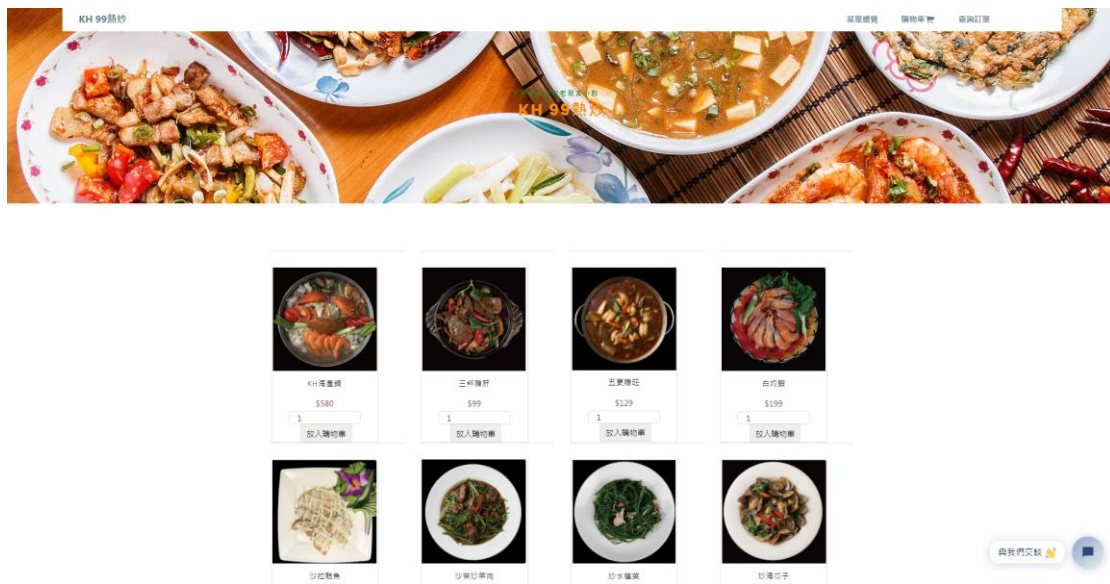 KH 99熱炒
菜單總覽 購物車 查詢訂單
KH 99熱炒
KH海產鍋 三杯豬肝 五更腸旺 白灼蝦
$580 $99 $129 $199
1 1 1 1
放入購物車 放入購物車 放入購物車 放入購物車
沙拉鮑魚 沙茶炒羊肉 炒水蓮菜 炒海瓜子
與我們交談